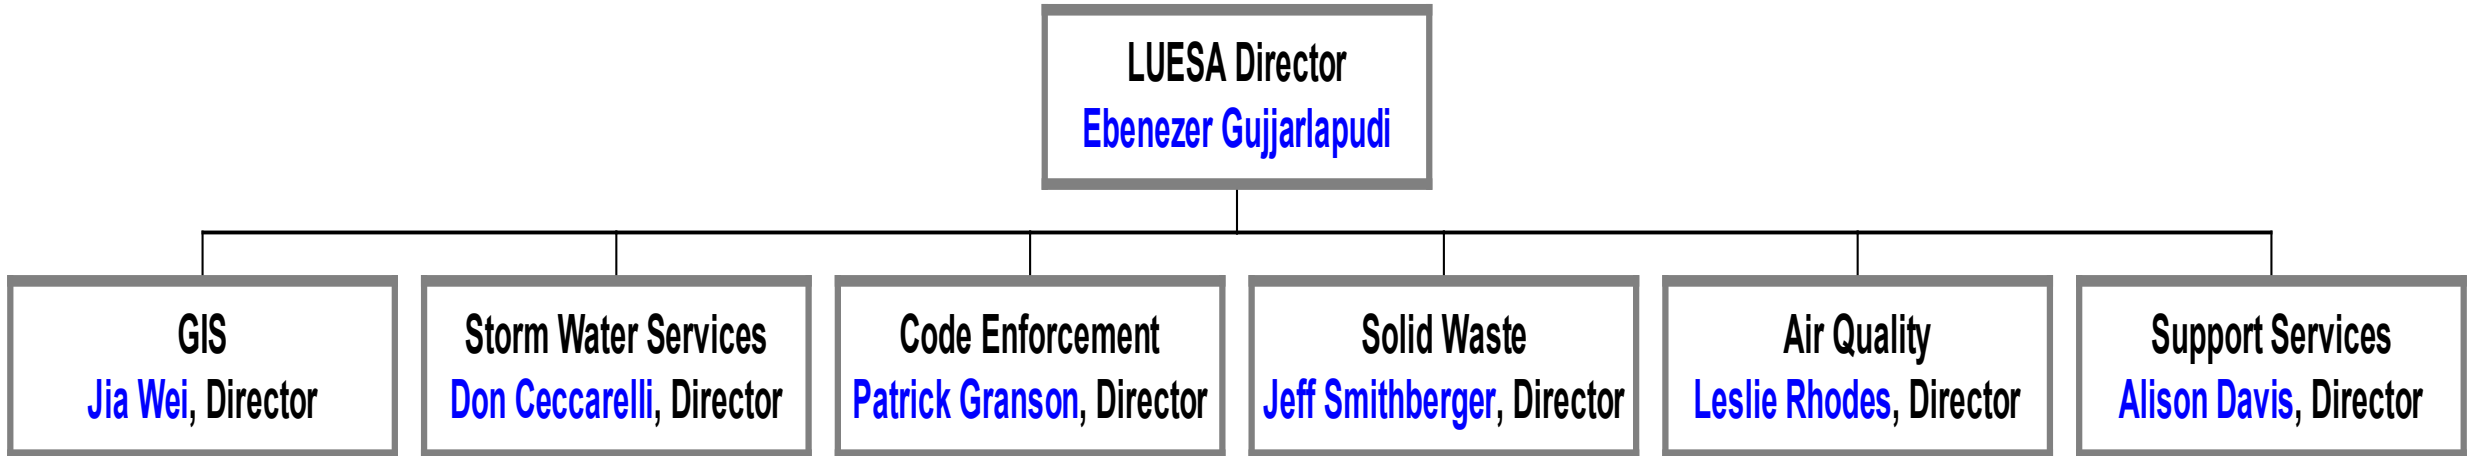 LUESA Director
Ebenezer Gujjarlapudi
GIS
Jia Wei, Director
Storm Water Services
Don Ceccarelli, Director
Code Enforcement
Patrick Granson, Director
Solid Waste
Jeff Smithberger, Director
Air Quality
Leslie Rhodes, Director
Support Services
Alison Davis, Director